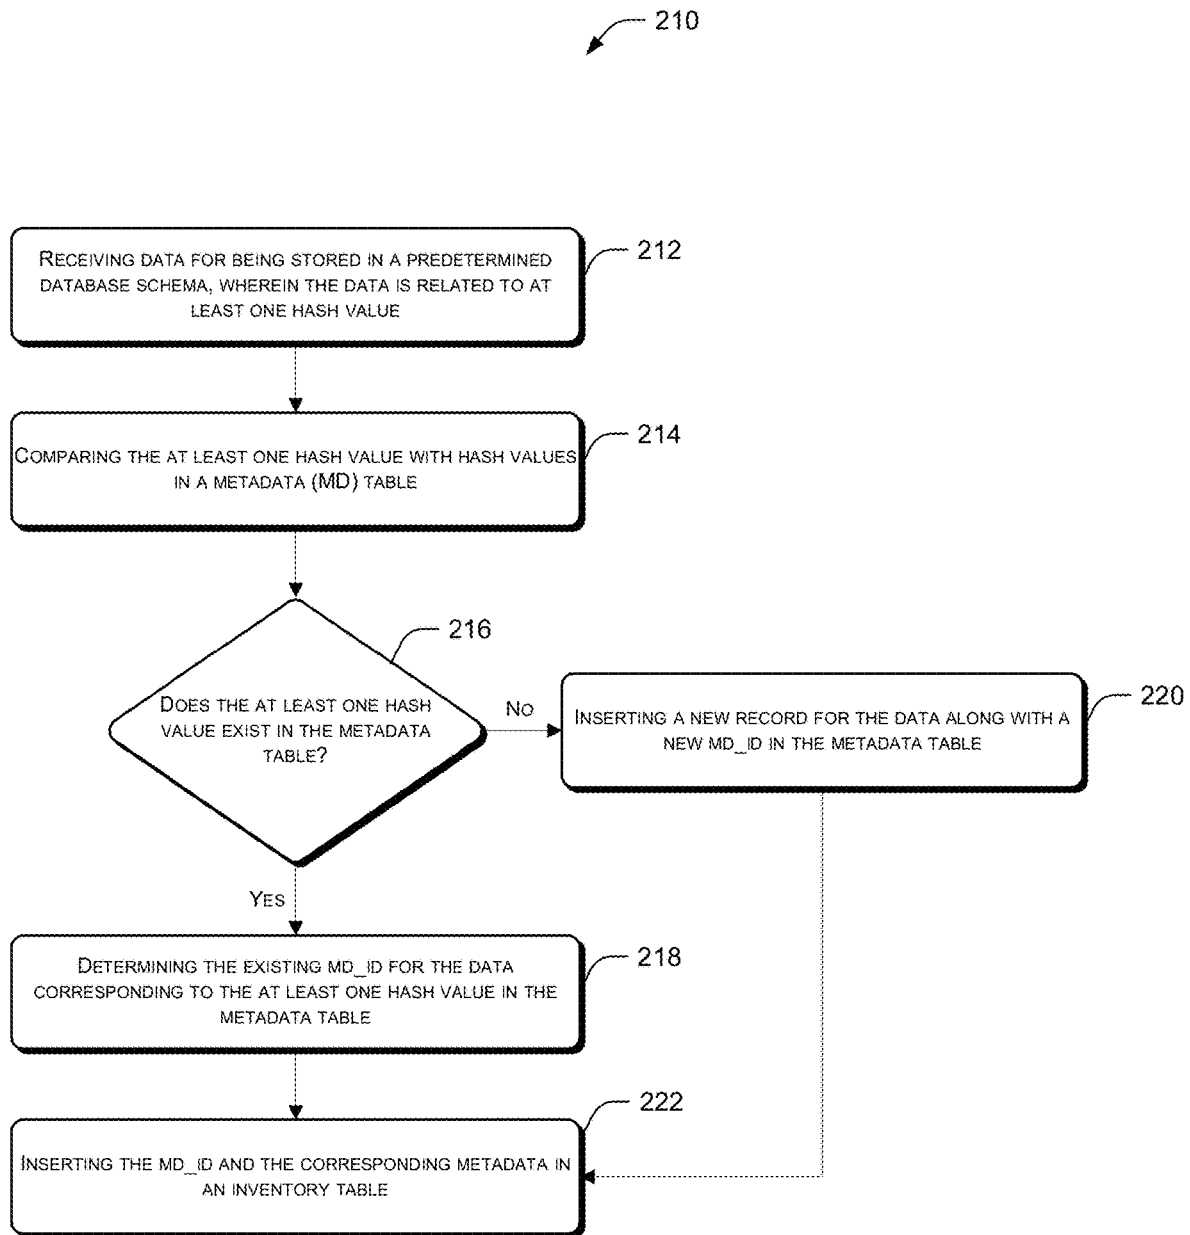 210
RECEIVING DATA FOR BEING STORED IN A PREDETERMINED
DATABASE SCHEMA, WHEREIN THE DATA IS RELATED TO AT
LEAST ONE HASH VALUE
212
COMPARING THE AT LEAST ONE HASH VALUE WITH HASH VALUES
IN A METADATA (MD) TABLE
214
216
DOES THE AT LEAST ONE HASH
VALUE EXIST IN THE METADATA
TABLE?
NO
INSERTING A NEW RECORD FOR THE DATA ALONG WITH A
NEW MD_ID IN THE METADATA TABLE
220
YES
DETERMINING THE EXISTING MD_ID FOR THE DATA
CORRESPONDING TO THE AT LEAST ONE HASH VALUE IN THE
METADATA TABLE
218
INSERTING THE MD_ID AND THE CORRESPONDING METADATA IN
AN INVENTORY TABLE
222